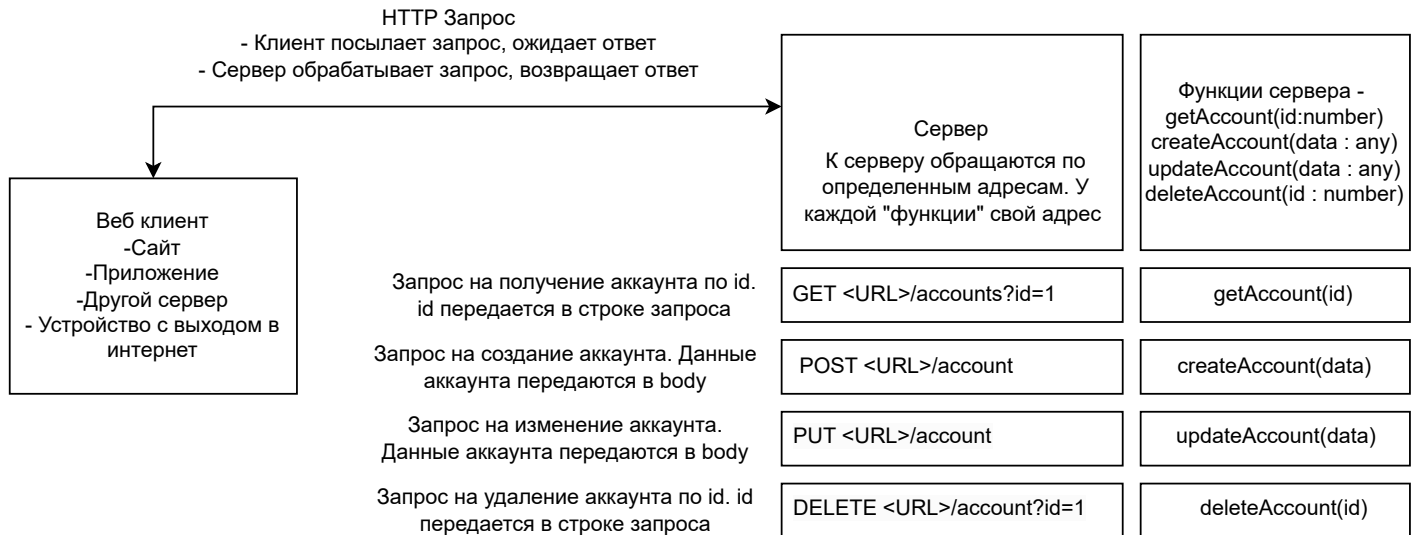 HTTP Запрос
- Клиент посылает запрос, ожидает ответ
- Сервер обрабатывает запрос, возвращает ответ
Веб клиент
-Сайт
-Приложение
-Другой сервер
- Устройство с выходом в
интернет
Сервер
К серверу обращаются по
определенным адресам. У
каждой "функции" свой адрес
Функции сервера -
getAccount(id:number)
createAccount(data : any)
updateAccount(data : any)
deleteAccount(id : number)
Запрос на получение аккаунта по id.
id передается в строке запроса
GET <URL>/accounts?id=1
getAccount(id)
Запрос на создание аккаунта. Данные
аккаунта передаются в body
POST <URL>/account
createAccount(data)
Запрос на изменение аккаунта.
Данные аккаунта передаются в body
PUT <URL>/account
updateAccount(data)
Запрос на удаление аккаунта по id. id
передается в строке запроса
DELETE <URL>/account?id=1
deleteAccount(id)